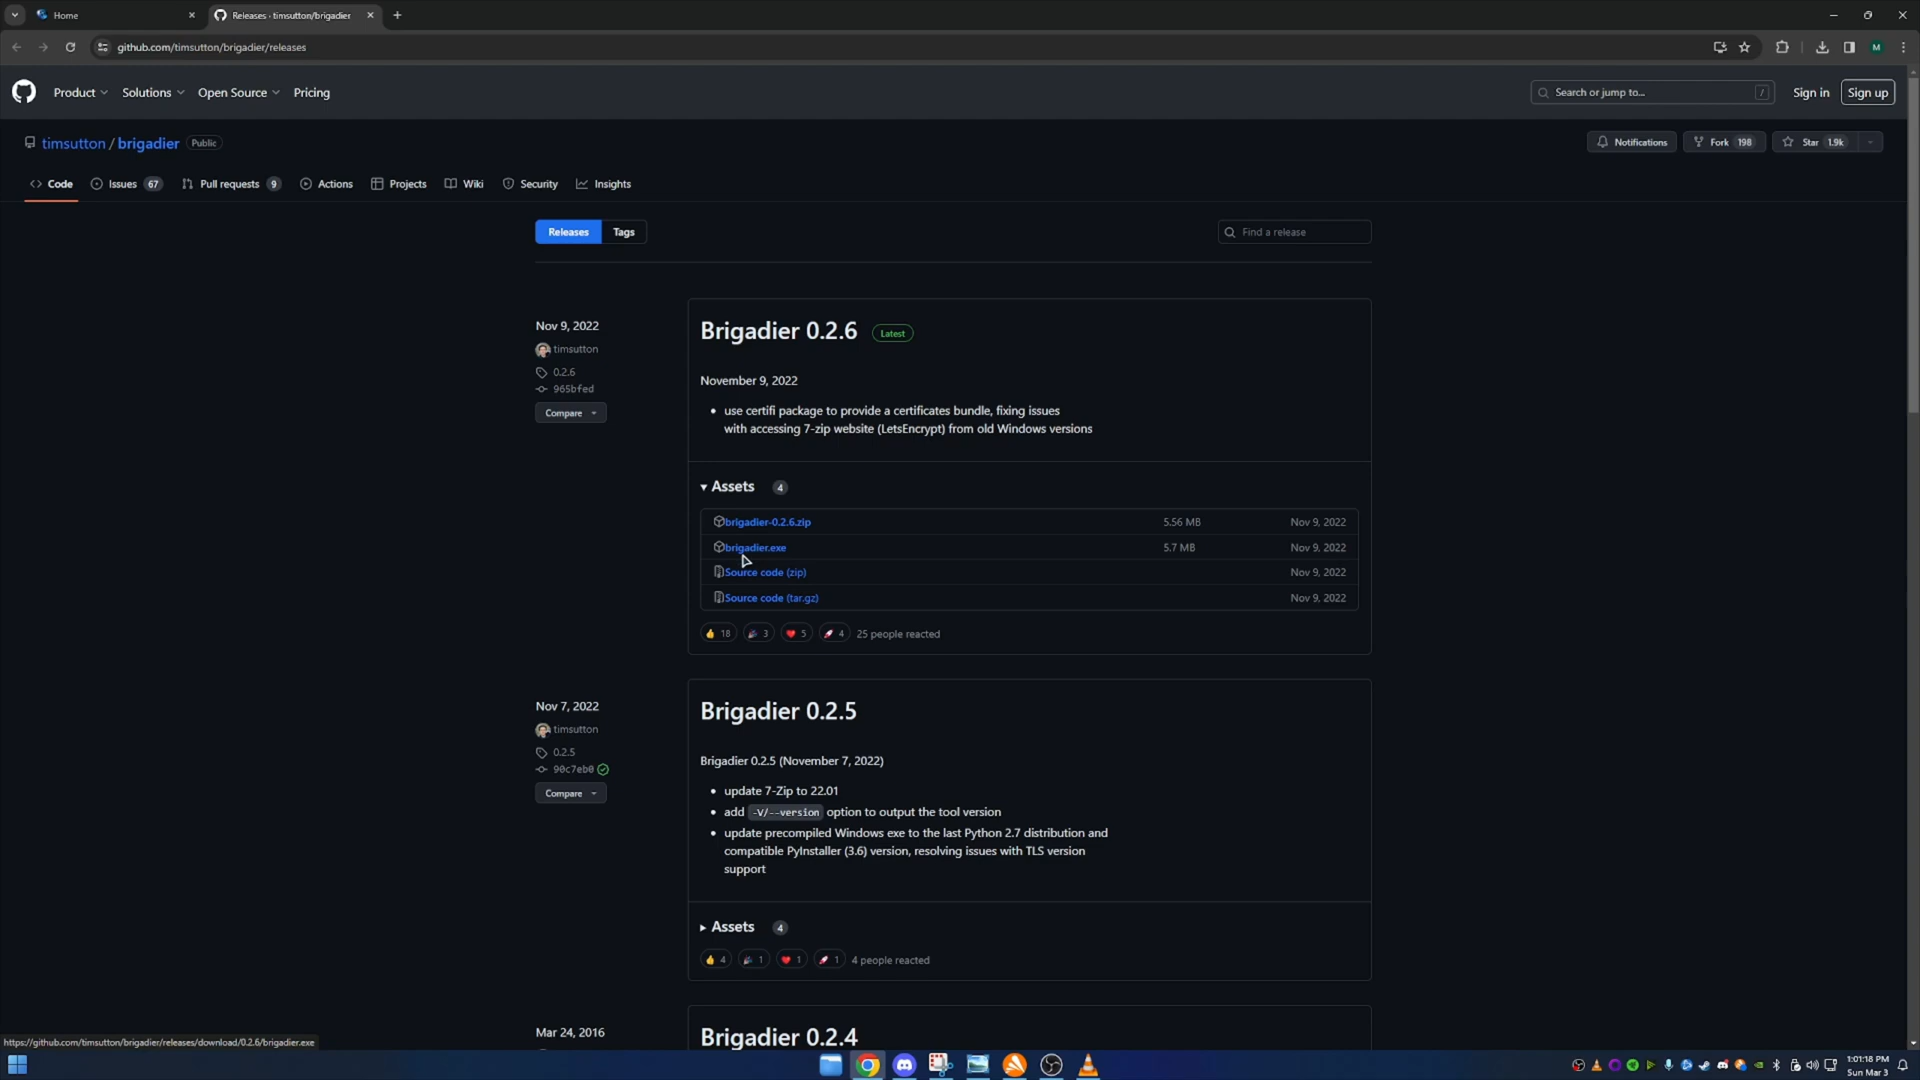 Home
Releases · timsutton/brigadier
github.com/timsutton/brigadier/releases
M
Product
Solutions
Open Source
Pricing
Search or jump to...
/
Sign in
Sign up
timsutton / brigadier
Public
Notifications
Fork 198
Star 1.9k
Code
Issues 67
Pull requests 9
Actions
Projects
Wiki
Security
Insights
Releases
Tags
Find a release
Nov 9, 2022
timsutton
0.2.6
965bfed
Compare
Brigadier 0.2.6
Latest
November 9, 2022
use certifi package to provide a certificates bundle, fixing issues
with accessing 7-zip website (LetsEncrypt) from old Windows versions
Assets 4
brigadier-0.2.6.zip 5.56 MB Nov 9, 2022
brigadier.exe 5.7 MB Nov 9, 2022
Source code (zip) Nov 9, 2022
Source code (tar.gz) Nov 9, 2022
18 3 5 4 25 people reacted
Nov 7, 2022
timsutton
0.2.5
90c7eb0
Compare
Brigadier 0.2.5
Brigadier 0.2.5 (November 7, 2022)
update 7-Zip to 22.01
add -V/--version option to output the tool version
update precompiled Windows exe to the last Python 2.7 distribution and
compatible PyInstaller (3.6) version, resolving issues with TLS version
support
Assets 4
4 1 1 1 4 people reacted
Mar 24, 2016
Brigadier 0.2.4
https://github.com/timsutton/brigadier/releases/download/0.2.6/brigadier.exe
1:01:18 PM
Sun Mar 3